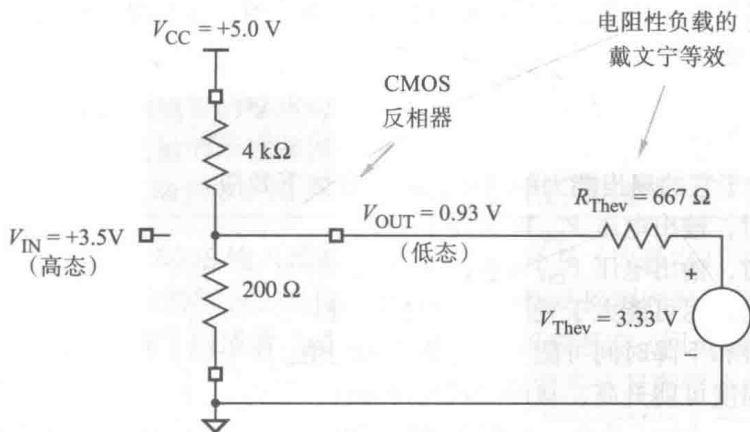 电阻性负载的
戴文宁等效
V_CC = +5.0 V
CMOS
反相器
4 kΩ
R_Thev = 667 Ω
V_OUT = 0.93 V
(低态)
V_IN = +3.5V
(高态)
200 Ω
+
V_Thev = 3.33 V
−